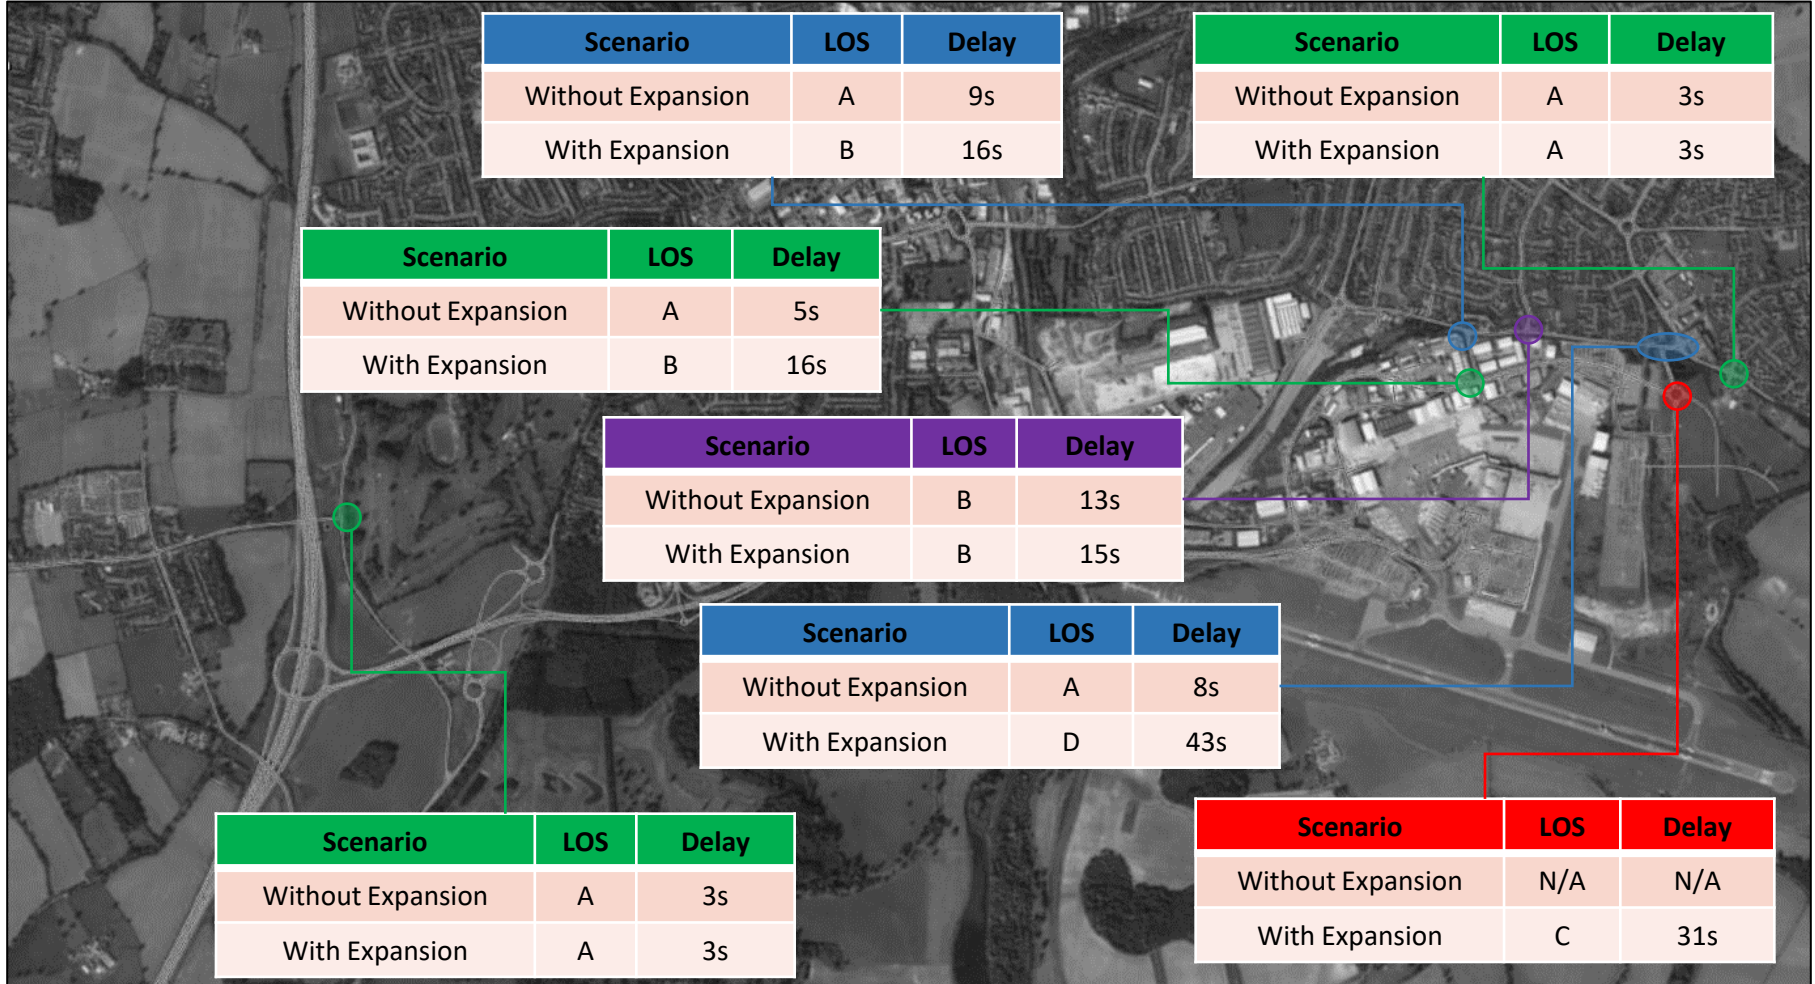 Scenario LOS Delay
Without Expansion A 9s
With Expansion B 16s
Scenario LOS Delay
Without Expansion A 3s
With Expansion A 3s
Scenario LOS Delay
Without Expansion A 5s
With Expansion B 16s
Scenario LOS Delay
Without Expansion B 13s
With Expansion B 15s
Scenario LOS Delay
Without Expansion A 8s
With Expansion D 43s
Scenario LOS Delay
Without Expansion A 3s
With Expansion A 3s
Scenario LOS Delay
Without Expansion N/A N/A
With Expansion C 31s